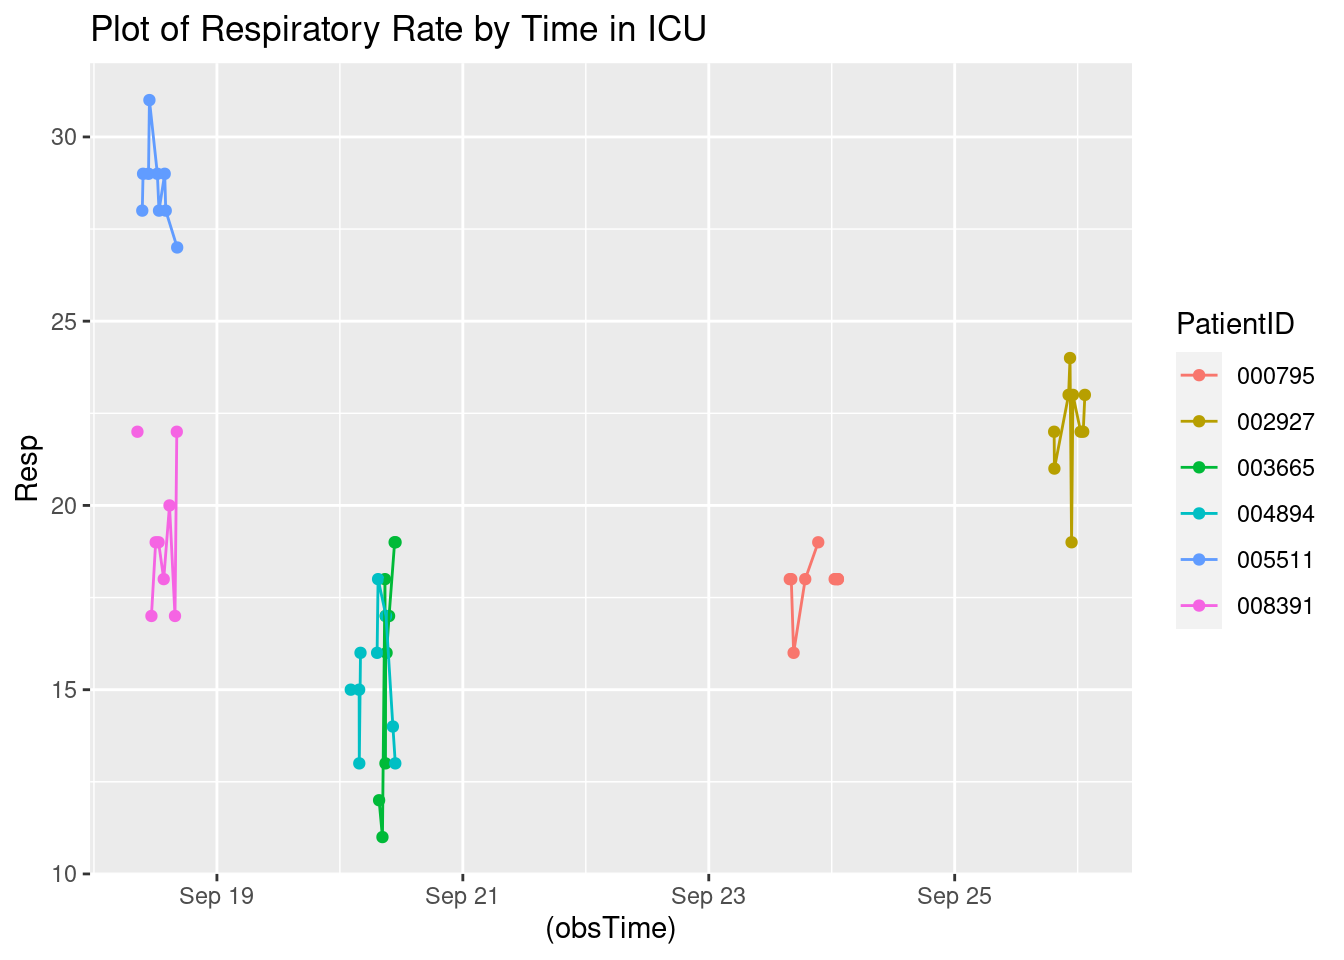 Plot of Respiratory Rate by Time in ICU
30
25
20
15
10
Resp
Sep 19
Sep 21
Sep 23
Sep 25
(obsTime)
PatientID
000795
002927
003665
004894
005511
008391